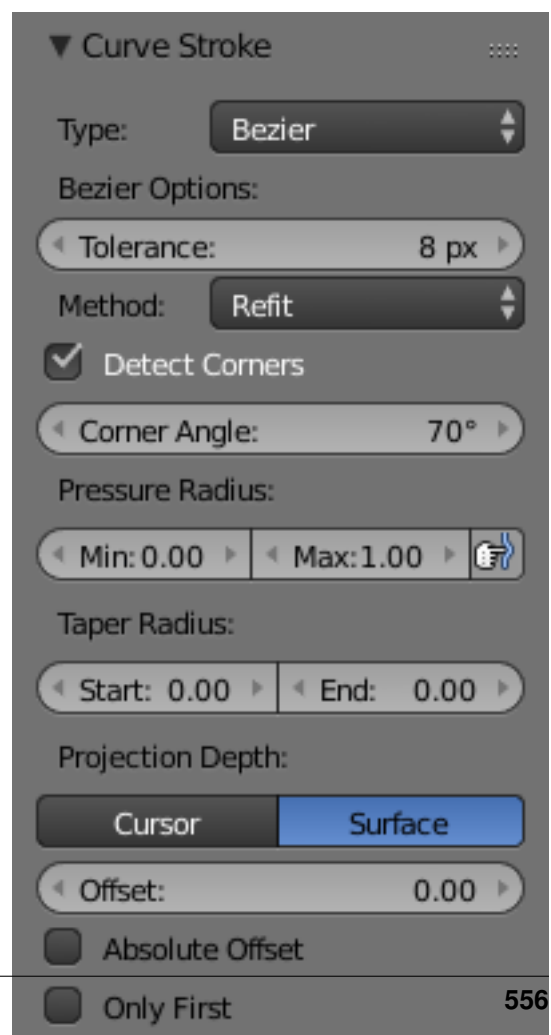 Curve Stroke
Type: Bezier
Bezier Options:
Tolerance: 8 px
Method: Refit
Detect Corners
Corner Angle: 70°
Pressure Radius:
Min: 0.00 Max: 1.00
Taper Radius:
Start: 0.00 End: 0.00
Projection Depth:
Cursor Surface
Offset: 0.00
Absolute Offset
Only First
556